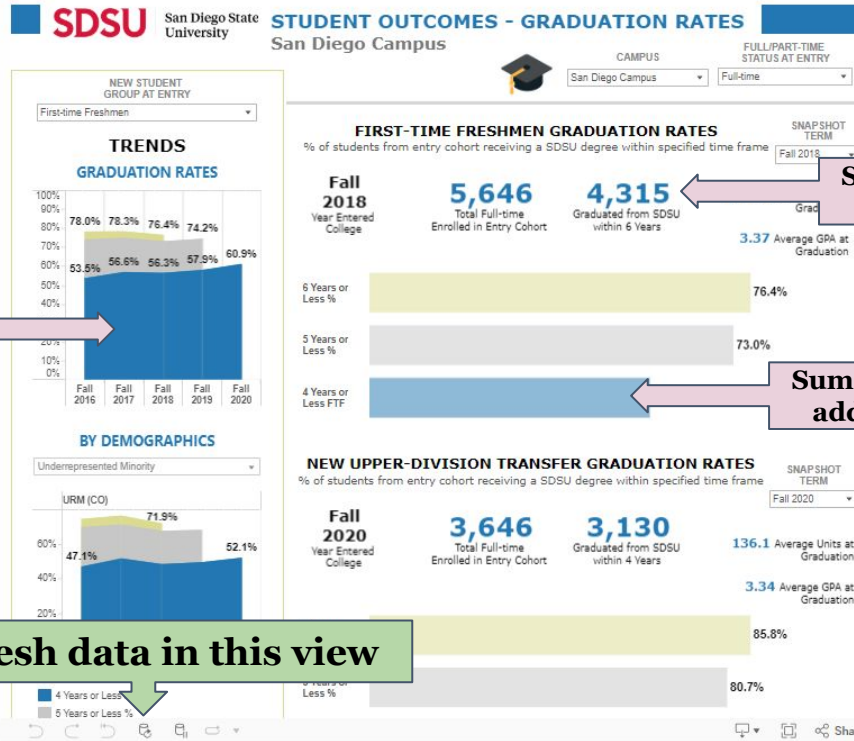 SDSU
San Diego State
University
STUDENT OUTCOMES - GRADUATION RATES
San Diego Campus
CAMPUS
San Diego Campus
FULL/PART-TIME
STATUS AT ENTRY
Full-time
NEW STUDENT
GROUP AT ENTRY
First-time Freshmen
TRENDS
GRADUATION RATES
100%
90%
80%
70%
60%
50%
40%
20%
10%
0%
78.0% 78.3% 76.4% 74.2%
53.5% 56.6% 56.3% 57.9% 60.9%
Fall Fall Fall Fall Fall
2016 2017 2018 2019 2020
BY DEMOGRAPHICS
Underrepresented Minority
URM (CO)
71.9%
60%
47.1%
52.1%
40%
20%
4 Years or Less
5 Years or Less %
FIRST-TIME FRESHMEN GRADUATION RATES
% of students from entry cohort receiving a SDSU degree within specified time frame
SNAPSHOT
TERM
Fall 2018
Fall
2018
Year Entered
College
5,646
Total Full-time
Enrolled in Entry Cohort
4,315
Graduated from SDSU
within 6 Years
S
Grad
3.37 Average GPA at
Graduation
6 Years or
Less %
76.4%
5 Years or
Less %
73.0%
4 Years or
Less FTF
Sum
add
NEW UPPER-DIVISION TRANSFER GRADUATION RATES
% of students from entry cohort receiving a SDSU degree within specified time frame
SNAPSHOT
TERM
Fall 2020
Fall
2020
Year Entered
College
3,646
Total Full-time
Enrolled in Entry Cohort
3,130
Graduated from SDSU
within 4 Years
136.1 Average Units at
Graduation
3.34 Average GPA at
Graduation
85.8%
Less %
80.7%
esh data in this view
Sha